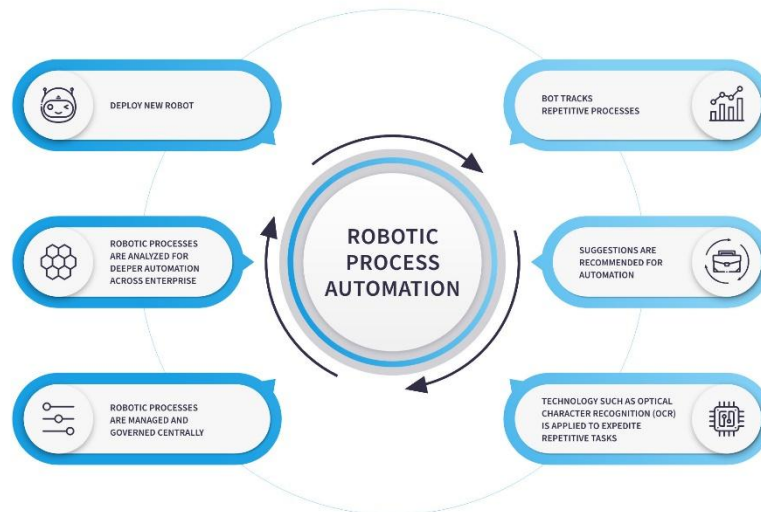 DEPLOY NEW ROBOT
BOT TRACKS
REPETITIVE PROCESSES
ROBOTIC
PROCESS
AUTOMATION
ROBOTIC PROCESSES
ARE ANALYZED FOR
DEEPER AUTOMATION
ACROSS ENTERPRISE
SUGGESTIONS ARE
RECOMMENDED FOR
AUTOMATION
ROBOTIC PROCESSES
ARE MANAGED AND
GOVERNED CENTRALLY
TECHNOLOGY SUCH AS OPTICAL
CHARACTER RECOGNITION (OCR)
IS APPLIED TO EXPEDITE
REPETITIVE TASKS